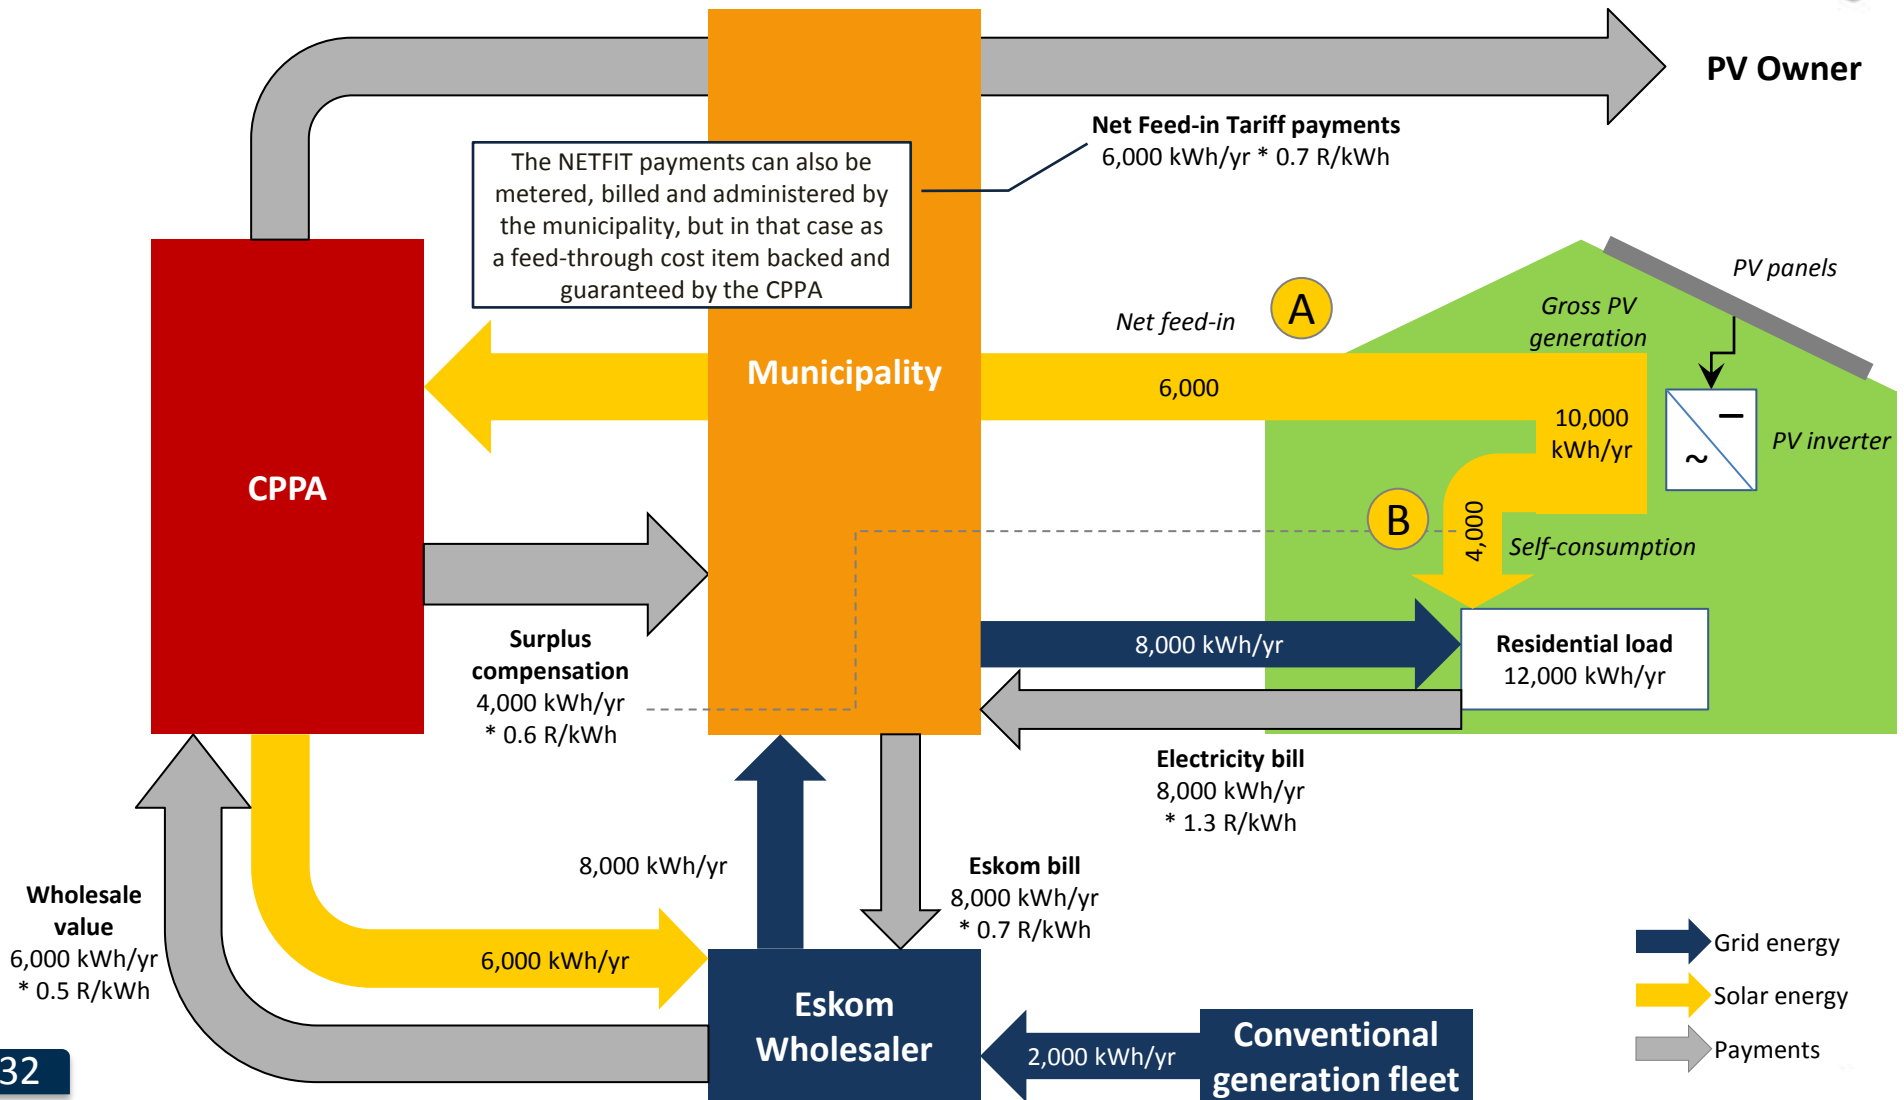 PV Owner
Net Feed-in Tariff payments
6,000 kWh/yr * 0.7 R/kWh
The NETFIT payments can also be
metered, billed and administered by
the municipality, but in that case as
a feed-through cost item backed and
guaranteed by the CPPA
Municipality
CPPA
Net feed-in
A
6,000
Gross PV
generation
PV panels
10,000
kWh/yr
PV inverter
–
~
B
4,000
Self-consumption
Residential load
12,000 kWh/yr
8,000 kWh/yr
Surplus
compensation
4,000 kWh/yr
* 0.6 R/kWh
Electricity bill
8,000 kWh/yr
* 1.3 R/kWh
8,000 kWh/yr
Eskom bill
8,000 kWh/yr
* 0.7 R/kWh
Wholesale
value
6,000 kWh/yr
* 0.5 R/kWh
6,000 kWh/yr
Eskom
Wholesaler
2,000 kWh/yr
Conventional
generation fleet
Grid energy
Solar energy
Payments
32